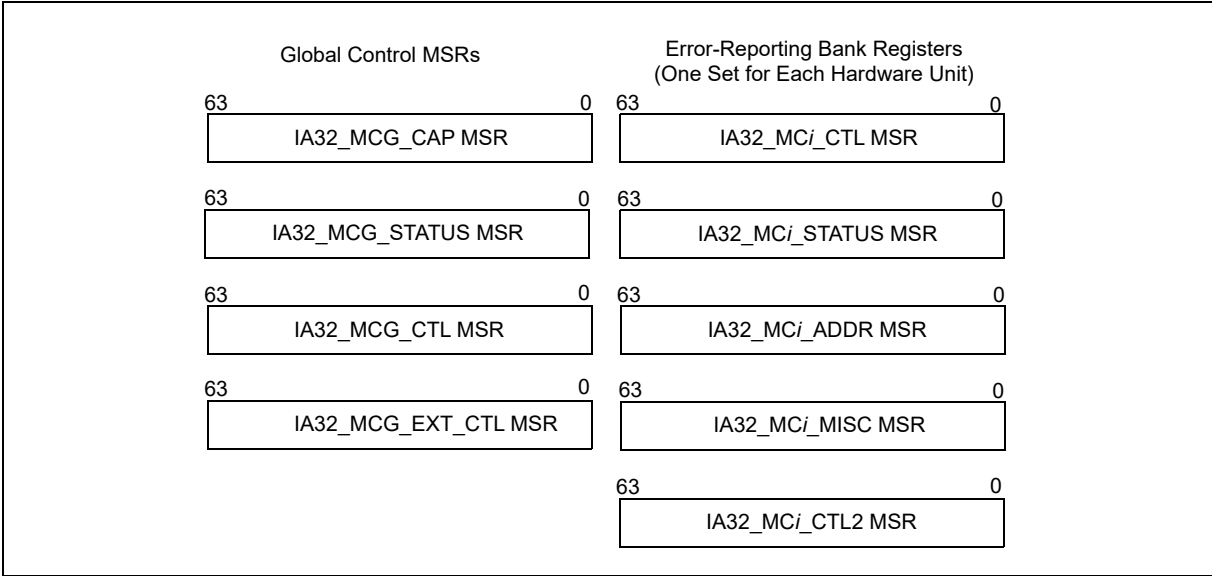 Global Control MSRs
63 0
IA32_MCG_CAP MSR
63 0
IA32_MCG_STATUS MSR
63 0
IA32_MCG_CTL MSR
63 0
IA32_MCG_EXT_CTL MSR
Error-Reporting Bank Registers
(One Set for Each Hardware Unit)
63 0
IA32_MCi_CTL MSR
63 0
IA32_MCi_STATUS MSR
63 0
IA32_MCi_ADDR MSR
63 0
IA32_MCi_MISC MSR
63 0
IA32_MCi_CTL2 MSR